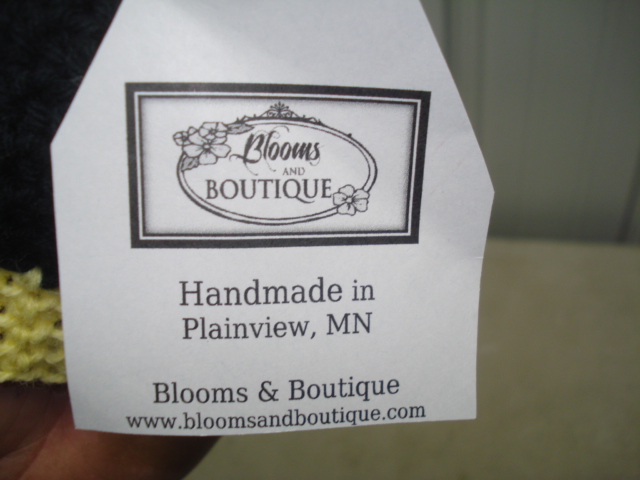 Blooms
AND
BOUTIQUE
Handmade in
Plainview, MN
Blooms & Boutique
www.bloomsandboutique.com